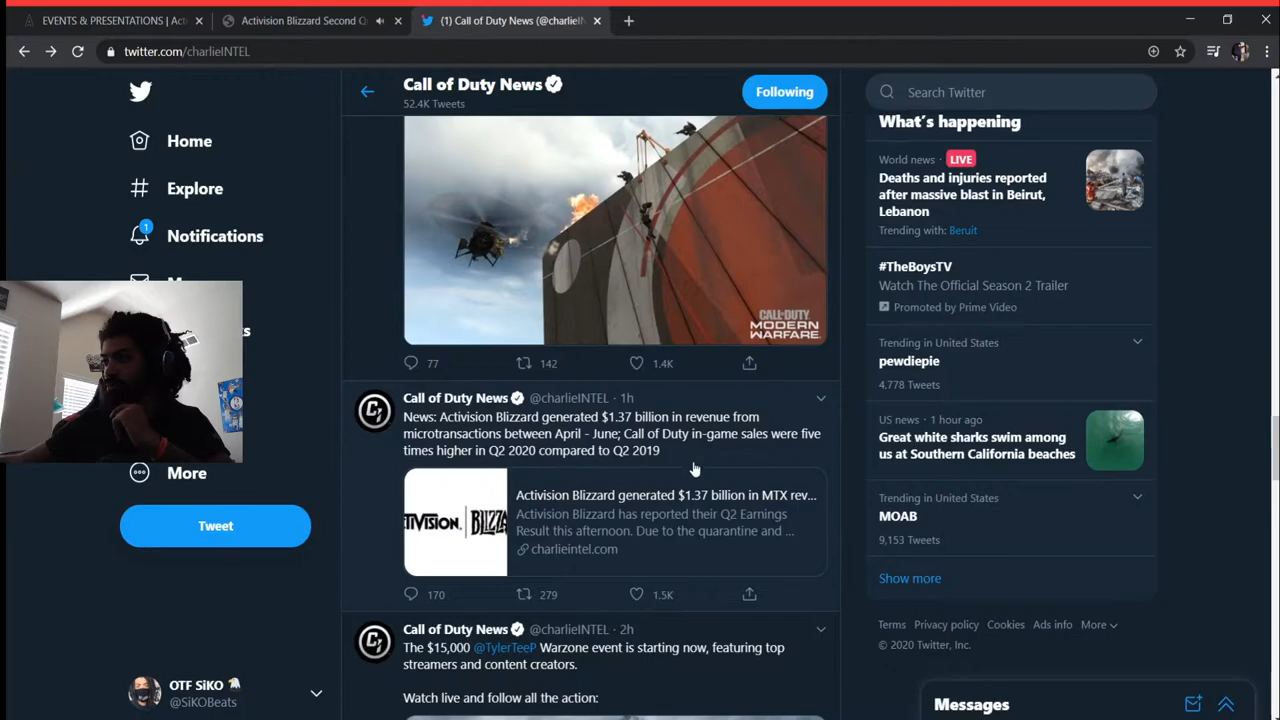 EVENTS & PRESENTATIONS | Act
Activision Blizzard Second Q
(1) Call of Duty News (@charlieIN
twitter.com/charlieINTEL
Home
Explore
1
Notifications
More
Tweet
OTF SiKO
@SiKOBeats
Call of Duty News
52.4K Tweets
Following
CALL OF DUTY
MODERN
WARFARE
77
142
1.4K
Call of Duty News @charlieINTEL · 1h
News: Activision Blizzard generated $1.37 billion in revenue from
microtransactions between April - June; Call of Duty in-game sales were five
times higher in Q2 2020 compared to Q2 2019
TIVISION. | BLIZZ
Activision Blizzard generated $1.37 billion in MTX rev...
Activision Blizzard has reported their Q2 Earnings
Result this afternoon. Due to the quarantine and ...
charlieintel.com
170
279
1.5K
Call of Duty News @charlieINTEL · 2h
The $15,000 @TylerTeeP Warzone event is starting now, featuring top
streamers and content creators.
Watch live and follow all the action:
Search Twitter
What's happening
World news · LIVE
Deaths and injuries reported
after massive blast in Beirut,
Lebanon
Trending with: Beruit
#TheBoysTV
Watch The Official Season 2 Trailer
Promoted by Prime Video
Trending in United States
pewdiepie
4,778 Tweets
US news · 1 hour ago
Great white sharks swim among
us at Southern California beaches
Trending in United States
MOAB
9,153 Tweets
Show more
Terms Privacy policy Cookies Ads info More
© 2020 Twitter, Inc.
Messages